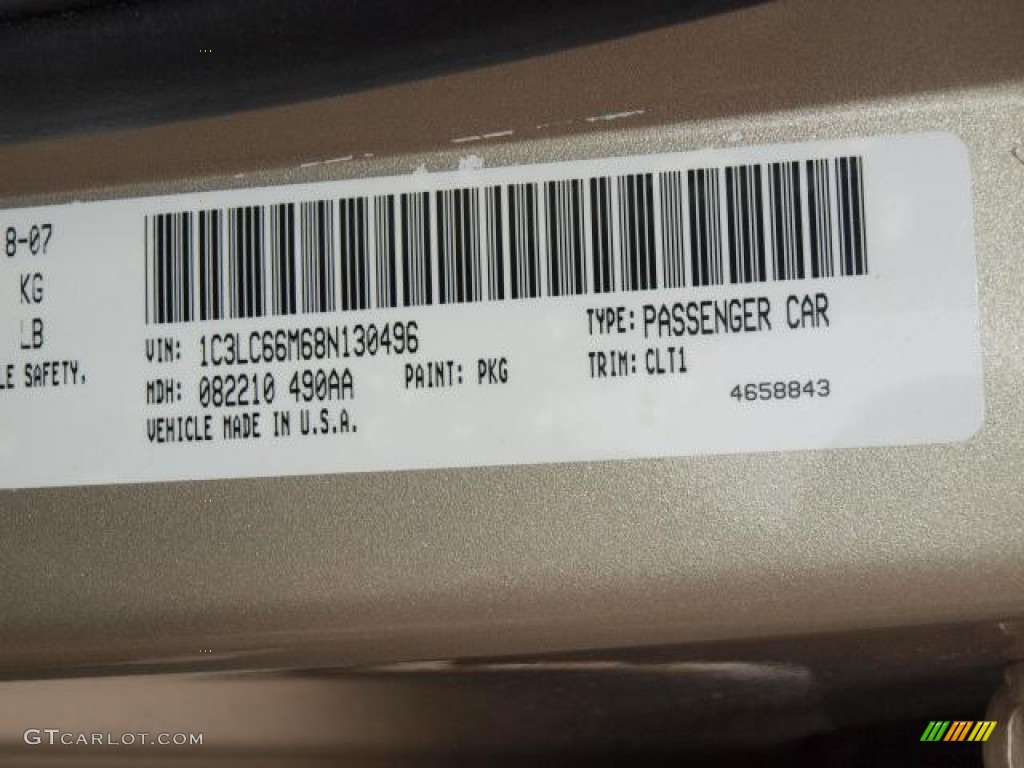 8-07
KG
LB
LE SAFETY,
VIN: 1C3LC66M68N130496
MDH: 082210 490AA
PAINT: PKG
VEHICLE MADE IN U.S.A.
TYPE: PASSENGER CAR
TRIM: CLT1
4658843
GTCARLOT.COM